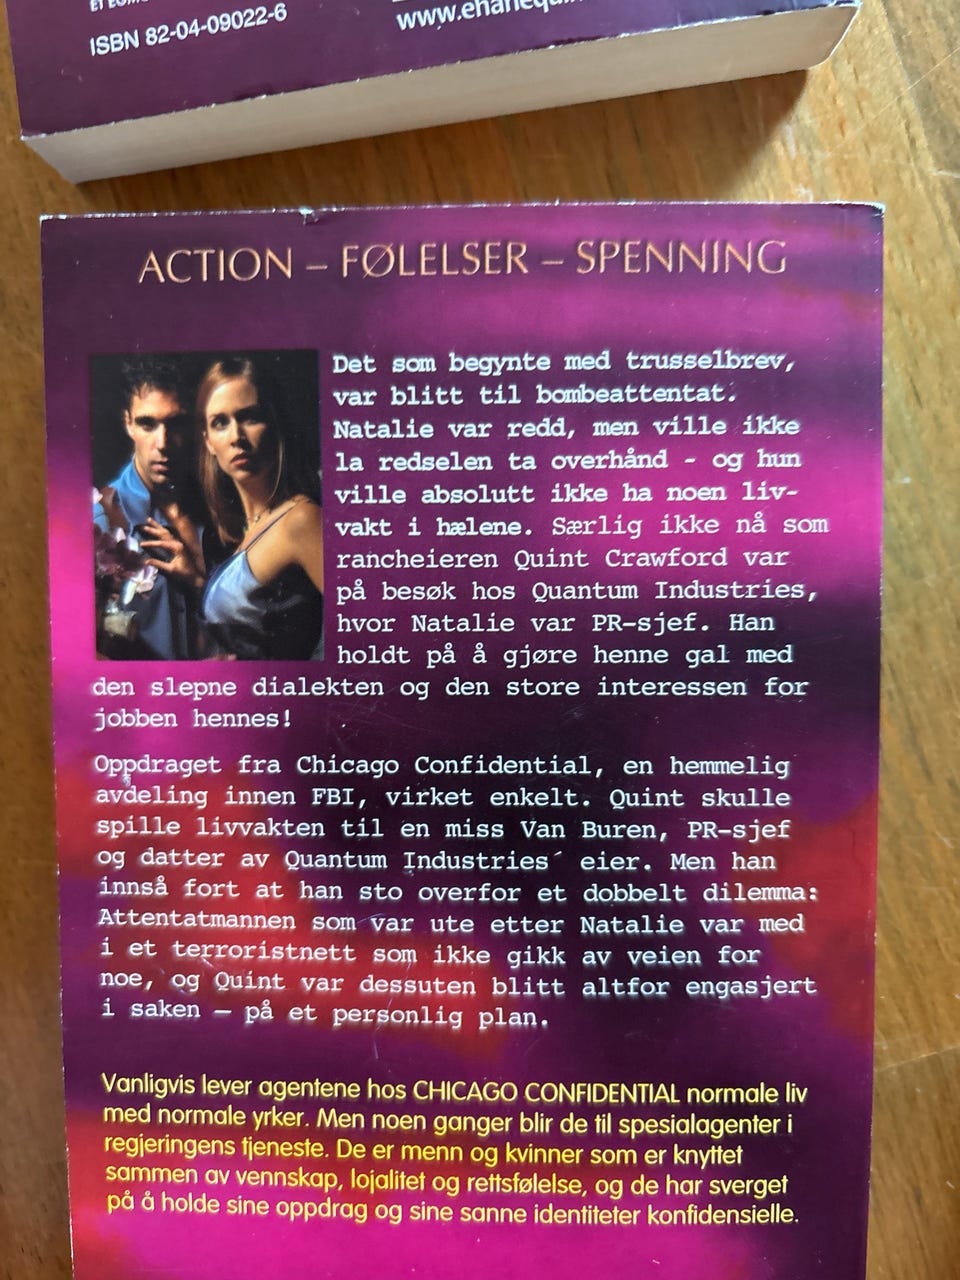 ISBN 82-04-09022-6
ACTION – FØLELSER – SPENNING
Det som begynte med trusselbrev,
var blitt til bombeattentat.
Natalie var redd, men ville ikke
la redselen ta overhånd - og hun
ville absolutt ikke ha noen liv-
vakt i hælene. Særlig ikke nå som
rancheieren Quint Crawford var
på besøk hos Quantum Industries,
hvor Natalie var PR-sjef. Han
holdt på å gjøre henne gal med
den slepne dialekten og den store interessen for
jobben hennes!
Oppdraget fra Chicago Confidential, en hemmelig
avdeling innen FBI, virket enkelt. Quint skulle
spille livvakten til en miss Van Buren, PR-sjef
og datter av Quantum Industries´ eier. Men han
innså fort at han sto overfor et dobbelt dilemma:
Attentatmannen som var ute etter Natalie var med
i et terroristnett som ikke gikk av veien for
noe, og Quint var dessuten blitt altfor engasjert
i saken – på et personlig plan.
Vanligvis lever agentene hos CHICAGO CONFIDENTIAL normale liv
med normale yrker. Men noen ganger blir de til spesialagenter i
regjeringens tjeneste. De er menn og kvinner som er knyttet
sammen av vennskap, lojalitet og rettsfølelse, og de har sverget
på å holde sine oppdrag og sine sanne identiteter konfidensielle.